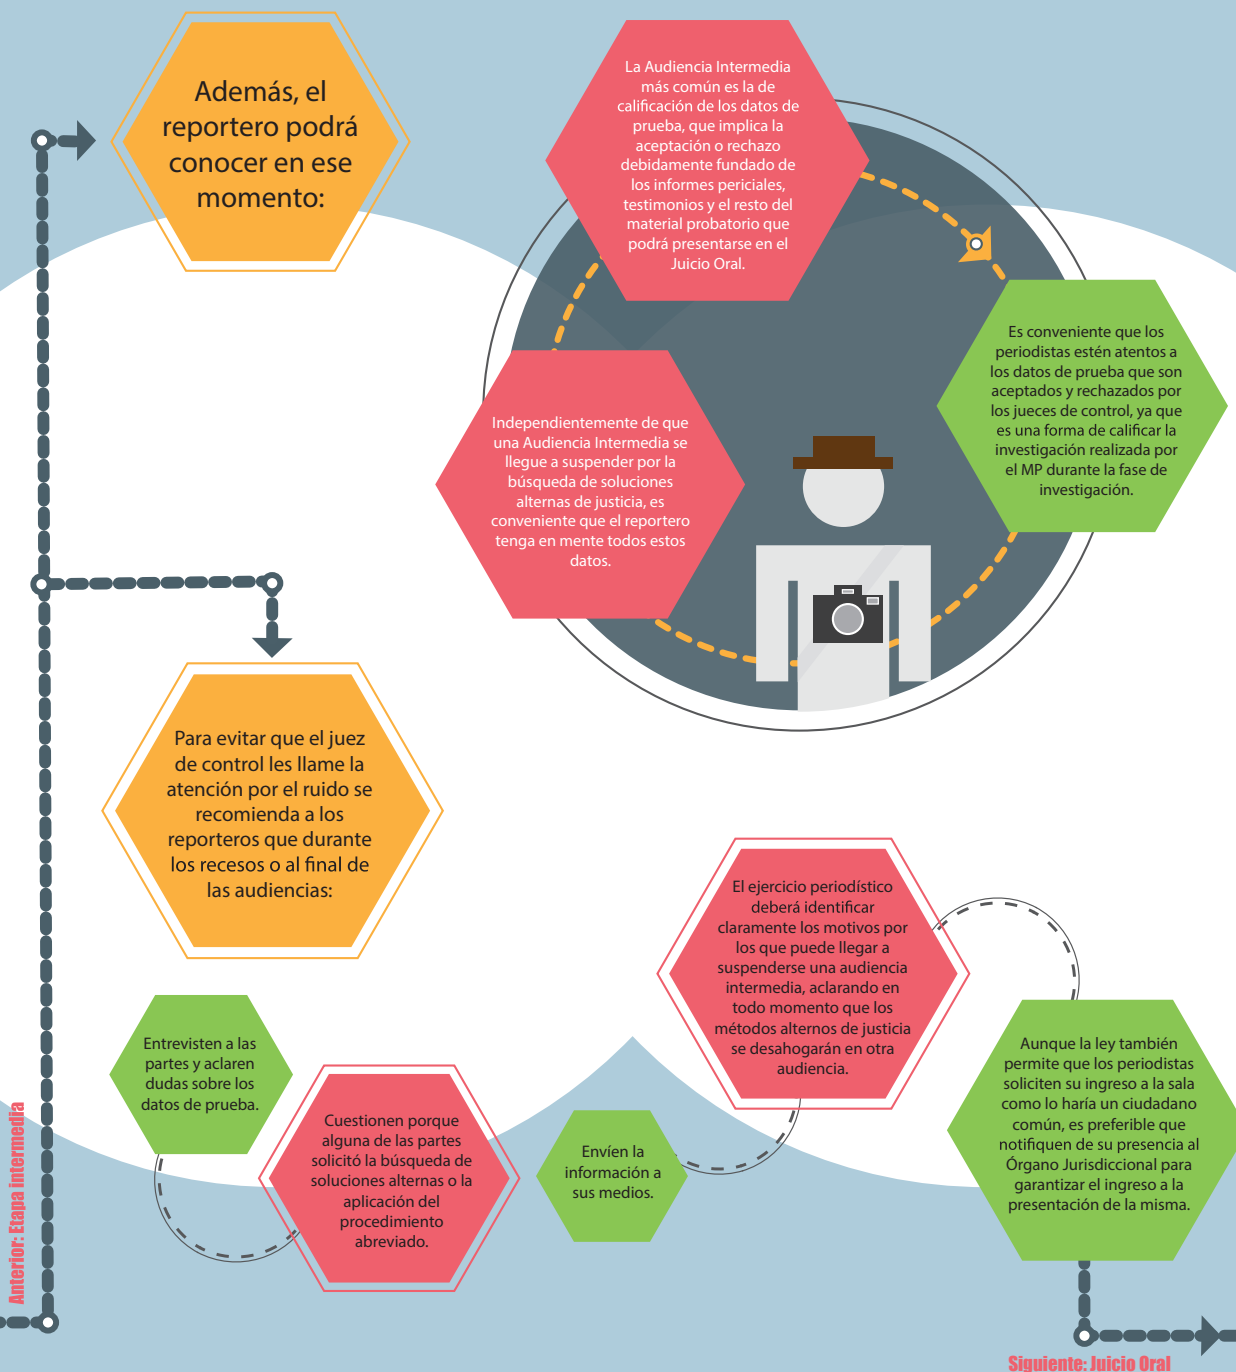 Además, el
reportero podrá
conocer en ese
momento:
La Audiencia Intermedia
más común es la de
calificación de los datos de
prueba, que implica la
aceptación o rechazo
debidamente fundado de
los informes periciales,
testimonios y el resto del
material probatorio que
podrá presentarse en el
Juicio Oral.
Es conveniente que los
periodistas estén atentos a
los datos de prueba que son
aceptados y rechazados por
los jueces de control, ya que
es una forma de calificar la
investigación realizada por
el MP durante la fase de
investigación.
Independientemente de que
una Audiencia Intermedia se
llegue a suspender por la
búsqueda de soluciones
alternas de justicia, es
conveniente que el reportero
tenga en mente todos estos
datos.
Para evitar que el juez
de control les llame la
atención por el ruido se
recomienda a los
reporteros que durante
los recesos o al final de
las audiencias:
Entrevisten a las
partes y aclaren
dudas sobre los
datos de prueba.
Cuestionen porque
alguna de las partes
solicitó la búsqueda de
soluciones alternas o la
aplicación del
procedimiento
abreviado.
Envíen la
información a
sus medios.
El ejercicio periodístico
deberá identificar
claramente los motivos por
los que puede llegar a
suspenderse una audiencia
intermedia, aclarando en
todo momento que los
métodos alternos de justicia
se desahogarán en otra
audiencia.
Aunque la ley también
permite que los periodistas
soliciten su ingreso a la sala
como lo haría un ciudadano
común, es preferible que
notifiquen de su presencia al
Órgano Jurisdiccional para
garantizar el ingreso a la
presentación de la misma.
Anterior: Etapa intermedia
Siguiente: Juicio Oral